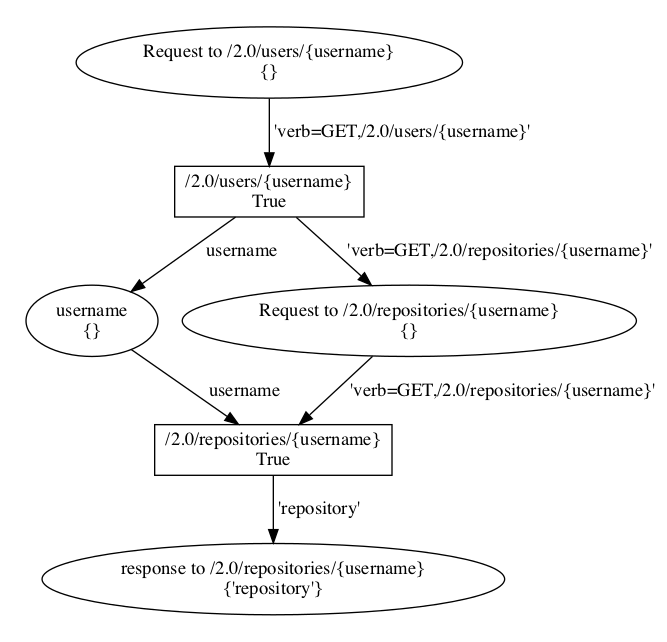 Request to /2.0/users/{username}
{}
'verb=GET,/2.0/users/{username}'
/2.0/users/{username}
True
username
'verb=GET,/2.0/repositories/{username}'
username
{}
Request to /2.0/repositories/{username}
{}
username
'verb=GET,/2.0/repositories/{username}'
/2.0/repositories/{username}
True
'repository'
response to /2.0/repositories/{username}
{'repository'}